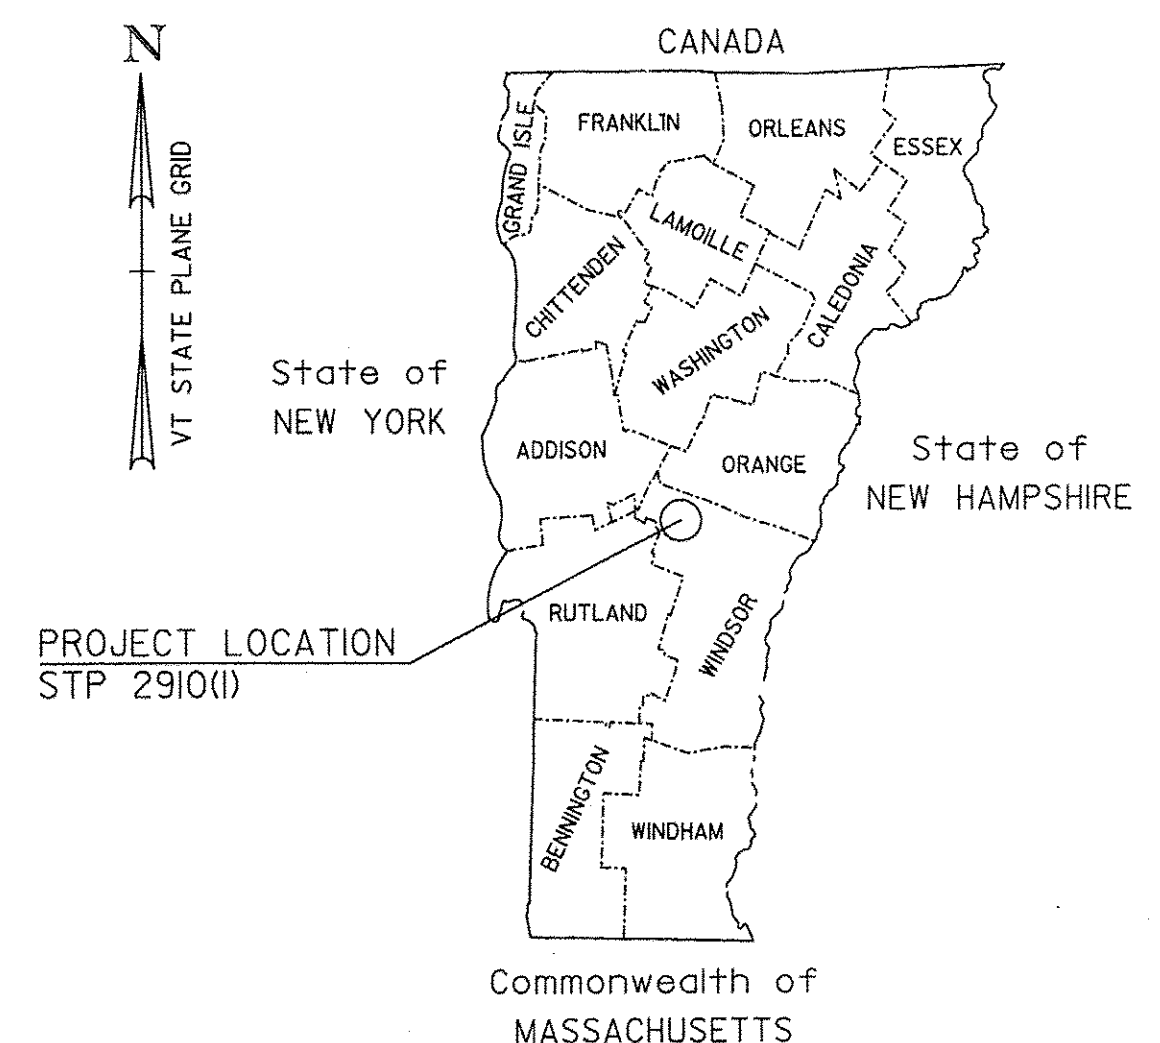 N
CANADA
VT STATE PLANE GRID
GRAND ISLE
FRANKLIN
ORLEANS
ESSEX
LAMOILLE
CHITTENDEN
CALEDONIA
WASHINGTON
State of
NEW YORK
ADDISON
ORANGE
State of
NEW HAMPSHIRE
RUTLAND
WINDSOR
PROJECT LOCATION
STP 2910(1)
BENNINGTON
WINDHAM
Commonwealth of
MASSACHUSETTS